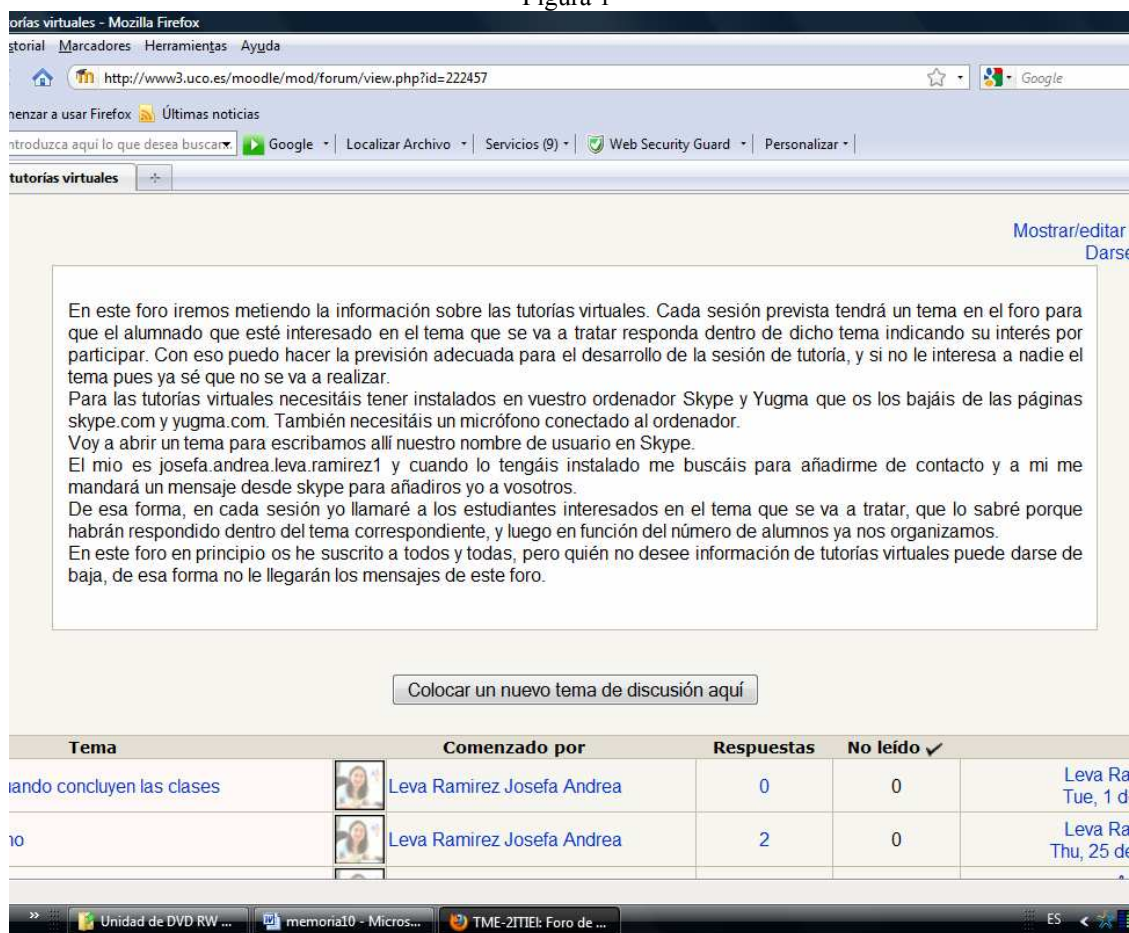 Figura 1
orías virtuales - Mozilla Firefox
storial Marcadores Herramientas Ayuda
http://www3.uco.es/moodle/mod/forum/view.php?id=222457
Google
menzar a usar Firefox Últimas noticias
ntroduzca aquí lo que desea buscar. Google Localizar Archivo Servicios (9) Web Security Guard Personalizar
tutorías virtuales
Mostrar/editar
Darse
En este foro iremos metiendo la información sobre las tutorías virtuales. Cada sesión prevista tendrá un tema en el foro para
que el alumnado que esté interesado en el tema que se va a tratar responda dentro de dicho tema indicando su interés por
participar. Con eso puedo hacer la previsión adecuada para el desarrollo de la sesión de tutoría, y si no le interesa a nadie el
tema pues ya sé que no se va a realizar.
Para las tutorías virtuales necesitáis tener instalados en vuestro ordenador Skype y Yugma que os los bajáis de las páginas
skype.com y yugma.com. También necesitáis un micrófono conectado al ordenador.
Voy a abrir un tema para escribamos allí nuestro nombre de usuario en Skype.
El mio es josefa.andrea.leva.ramirez1 y cuando lo tengáis instalado me buscáis para añadirme de contacto y a mi me
mandará un mensaje desde skype para añadiros yo a vosotros.
De esa forma, en cada sesión yo llamaré a los estudiantes interesados en el tema que se va a tratar, que lo sabré porque
habrán respondido dentro del tema correspondiente, y luego en función del número de alumnos ya nos organizamos.
En este foro en principio os he suscrito a todos y todas, pero quién no desee información de tutorías virtuales puede darse de
baja, de esa forma no le llegarán los mensajes de este foro.
Colocar un nuevo tema de discusión aquí
Tema Comenzado por Respuestas No leído
ando concluyen las clases Leva Ramirez Josefa Andrea 0 0 Leva Ra
Tue, 1 d
no Leva Ramirez Josefa Andrea 2 0 Leva Ra
Thu, 25 de
» Unidad de DVD RW ... memoria10 - Micros... TME-2ITIEI: Foro de ... ES